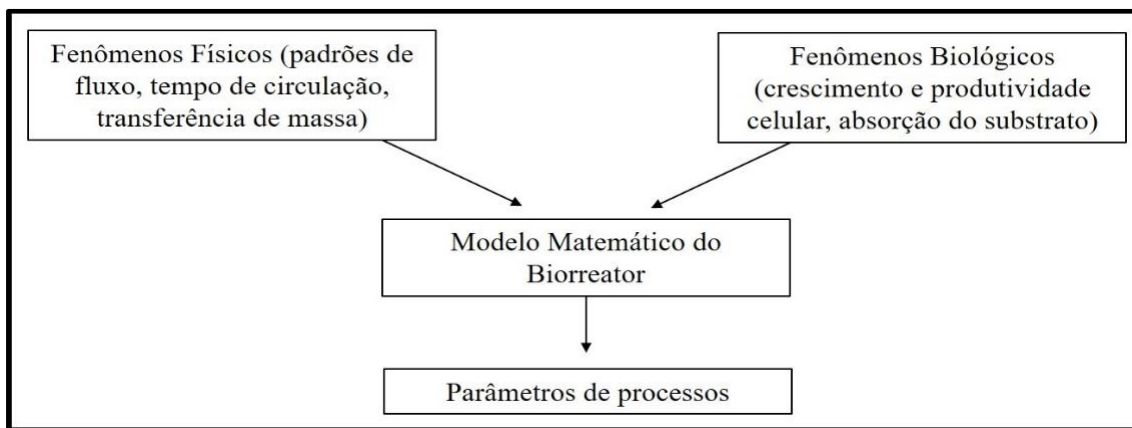 Fenômenos Físicos (padrões de
fluxo, tempo de circulação,
transferência de massa)
Fenômenos Biológicos
(crescimento e produtividade
celular, absorção do substrato)
Modelo Matemático do
Biorreator
Parâmetros de processos